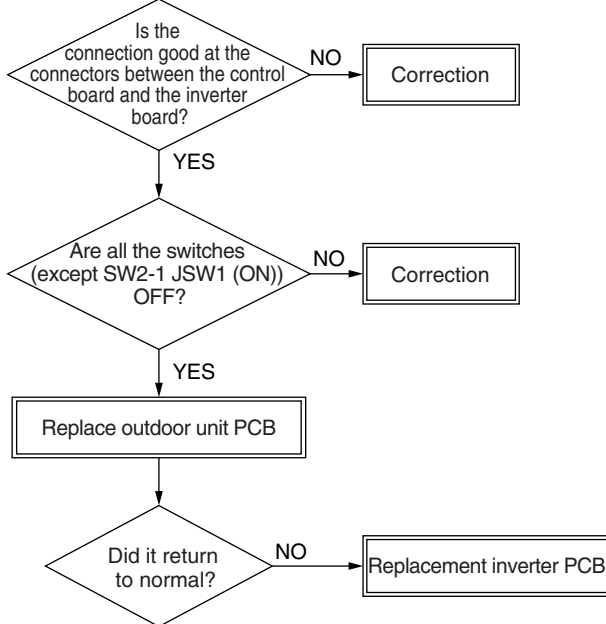 Is the
connection good at the
connectors between the control
board and the inverter
board?
NO
Correction
YES
Are all the switches
(except SW2-1 JSW1 (ON))
OFF?
NO
Correction
YES
Replace outdoor unit PCB
Did it return
to normal?
NO
Replacement inverter PCB